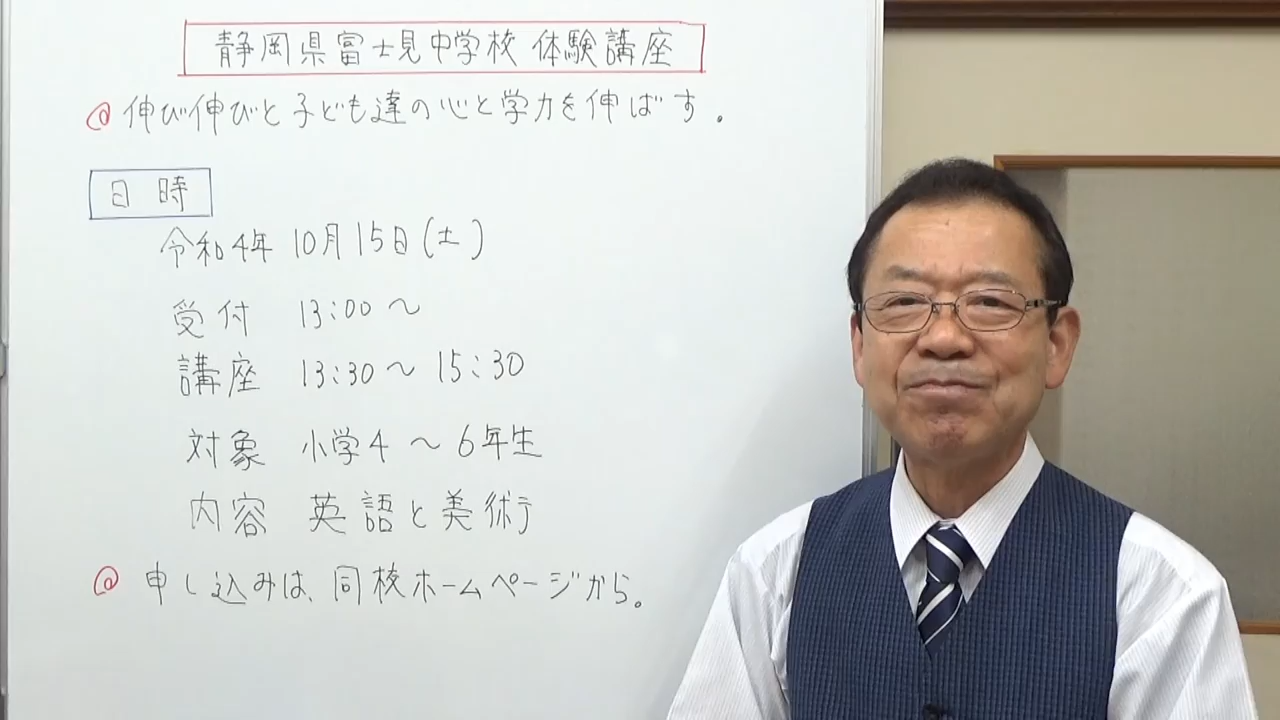 静岡県富士見中学校 体験講座
@ 伸び伸びと子ども達の心と学力を伸ばす。
日時
令和4年 10月15日(土)
受付 13:00〜
講座 13:30〜15:30
対象 小学4〜6年生
内容 英語と美術
@ 申し込みは、同校ホームページから。